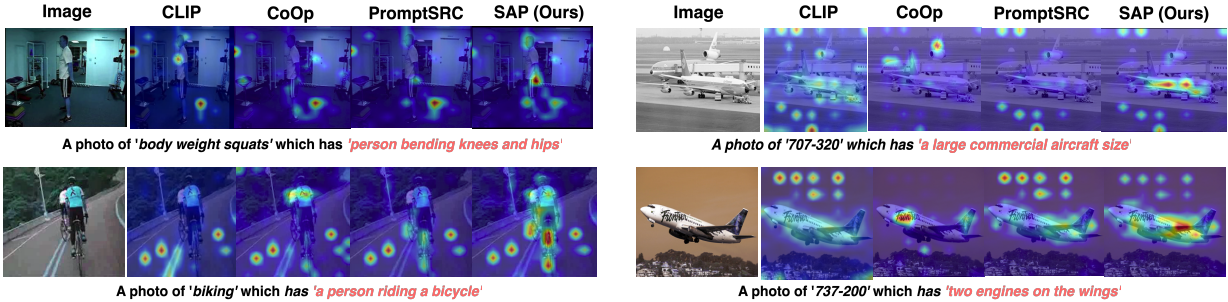 Image CLIP CoOp PromptSRC SAP (Ours)
A photo of 'body weight squats' which has 'person bending knees and hips'
A photo of 'biking' which has 'a person riding a bicycle'
Image CLIP CoOp PromptSRC SAP (Ours)
A photo of '707-320' which has 'a large commercial aircraft size'
Frontier
A photo of '737-200' which has 'two engines on the wings'